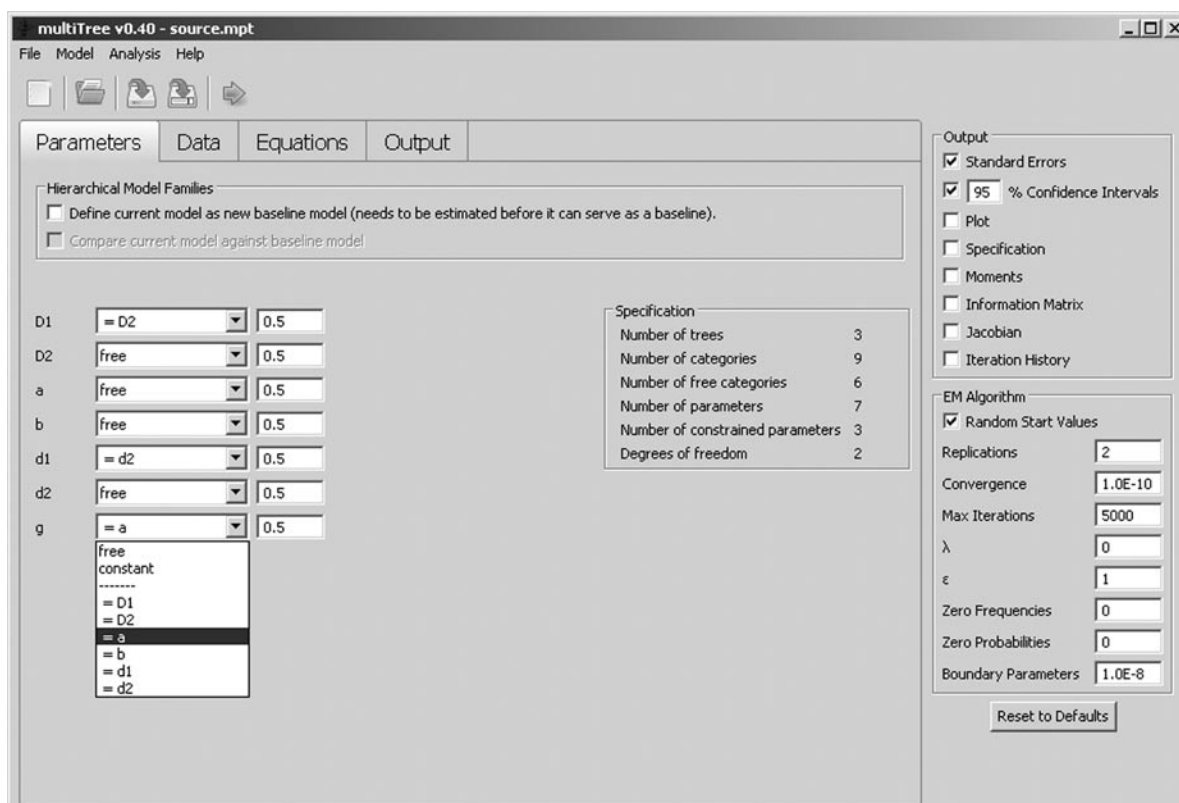 multiTree v0.40 - source.mpt
File Model Analysis Help
Parameters Data Equations Output
Hierarchical Model Families
Define current model as new baseline model (needs to be estimated before it can serve as a baseline).
Compare current model against baseline model
D1 = D2 0.5
D2 free 0.5
a free 0.5
b free 0.5
d1 = d2 0.5
d2 free 0.5
g = a 0.5
free
constant
-------
= D1
= D2
= a
= b
= d1
= d2
Specification
Number of trees 3
Number of categories 9
Number of free categories 6
Number of parameters 7
Number of constrained parameters 3
Degrees of freedom 2
Output
Standard Errors
95 % Confidence Intervals
Plot
Specification
Moments
Information Matrix
Jacobian
Iteration History
EM Algorithm
Random Start Values
Replications 2
Convergence 1.0E-10
Max Iterations 5000
λ 0
ε 1
Zero Frequencies 0
Zero Probabilities 0
Boundary Parameters 1.0E-8
Reset to Defaults